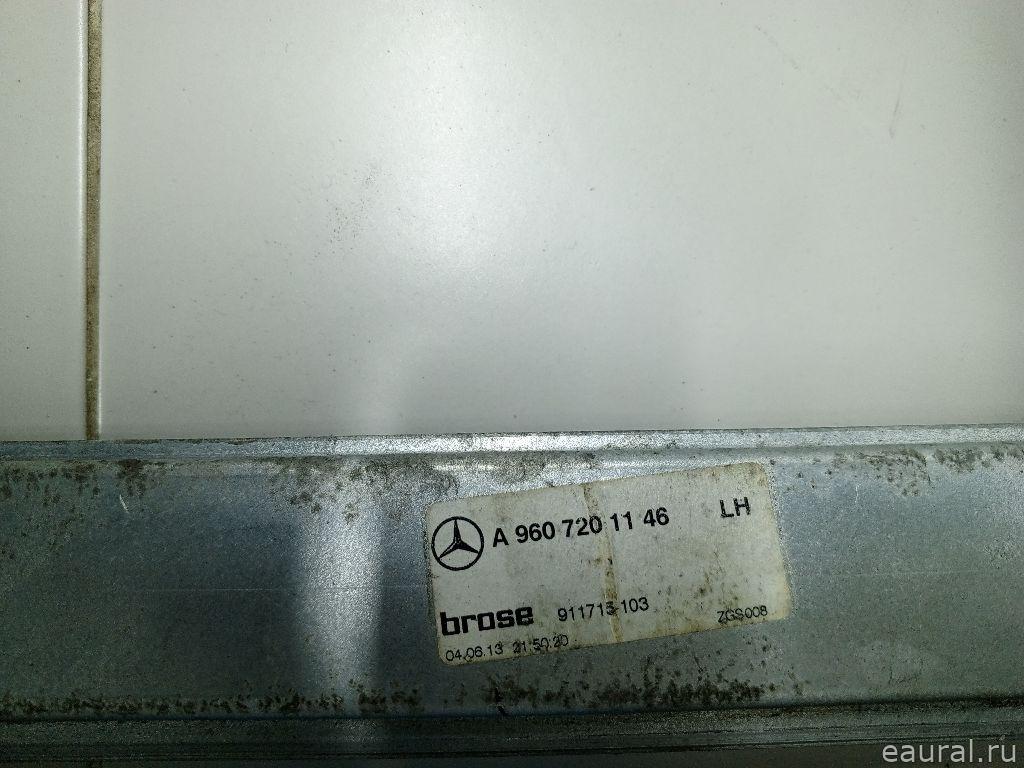 A 960 720 11 46 LH
brose 911715-103 ZGS008
04.06.13 21:50:20
eaural.ru